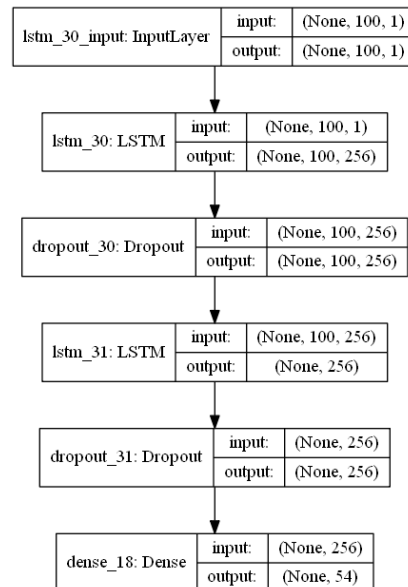 lstm_30_input: InputLayer
input: (None, 100, 1)
output: (None, 100, 1)
lstm_30: LSTM
input: (None, 100, 1)
output: (None, 100, 256)
dropout_30: Dropout
input: (None, 100, 256)
output: (None, 100, 256)
lstm_31: LSTM
input: (None, 100, 256)
output: (None, 256)
dropout_31: Dropout
input: (None, 256)
output: (None, 256)
dense_18: Dense
input: (None, 256)
output: (None, 54)